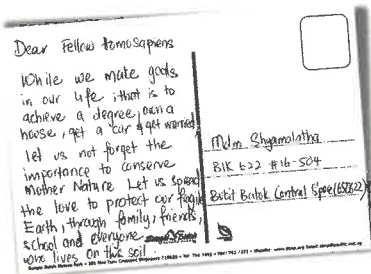 Dear Fellow Homosapiens
While we make goals
in our life, that is to
achieve a degree, own a
house, get a car & get married,
let us not forget the
importance to conserve
Mother Nature Let us spread
the love to protect our fragile
Earth, through family, friends,
school and everyone
who lives on this soil.
Mdm Shyamalatha
BlK 622 #16-504
Bukit Batok Central S'pore (650622)